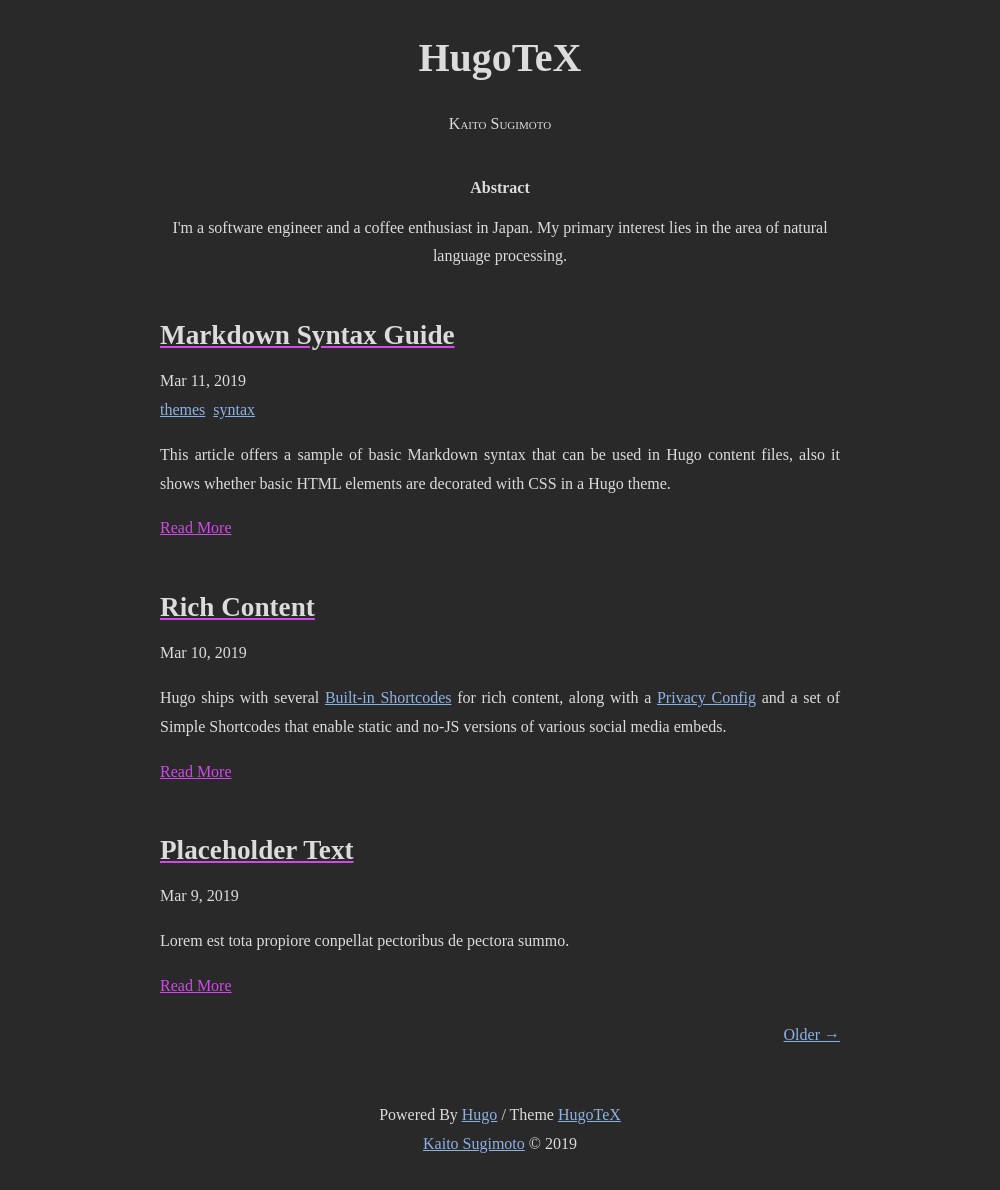 HugoTeX
Kaito Sugimoto
Abstract
I'm a software engineer and a coffee enthusiast in Japan. My primary interest lies in the area of natural
language processing.
Markdown Syntax Guide
Mar 11, 2019
themes syntax
This article offers a sample of basic Markdown syntax that can be used in Hugo content files, also it
shows whether basic HTML elements are decorated with CSS in a Hugo theme.
Read More
Rich Content
Mar 10, 2019
Hugo ships with several Built-in Shortcodes for rich content, along with a Privacy Config and a set of
Simple Shortcodes that enable static and no-JS versions of various social media embeds.
Read More
Placeholder Text
Mar 9, 2019
Lorem est tota propiore conpellat pectoribus de pectora summo.
Read More
Older →
Powered By Hugo / Theme HugoTeX
Kaito Sugimoto © 2019